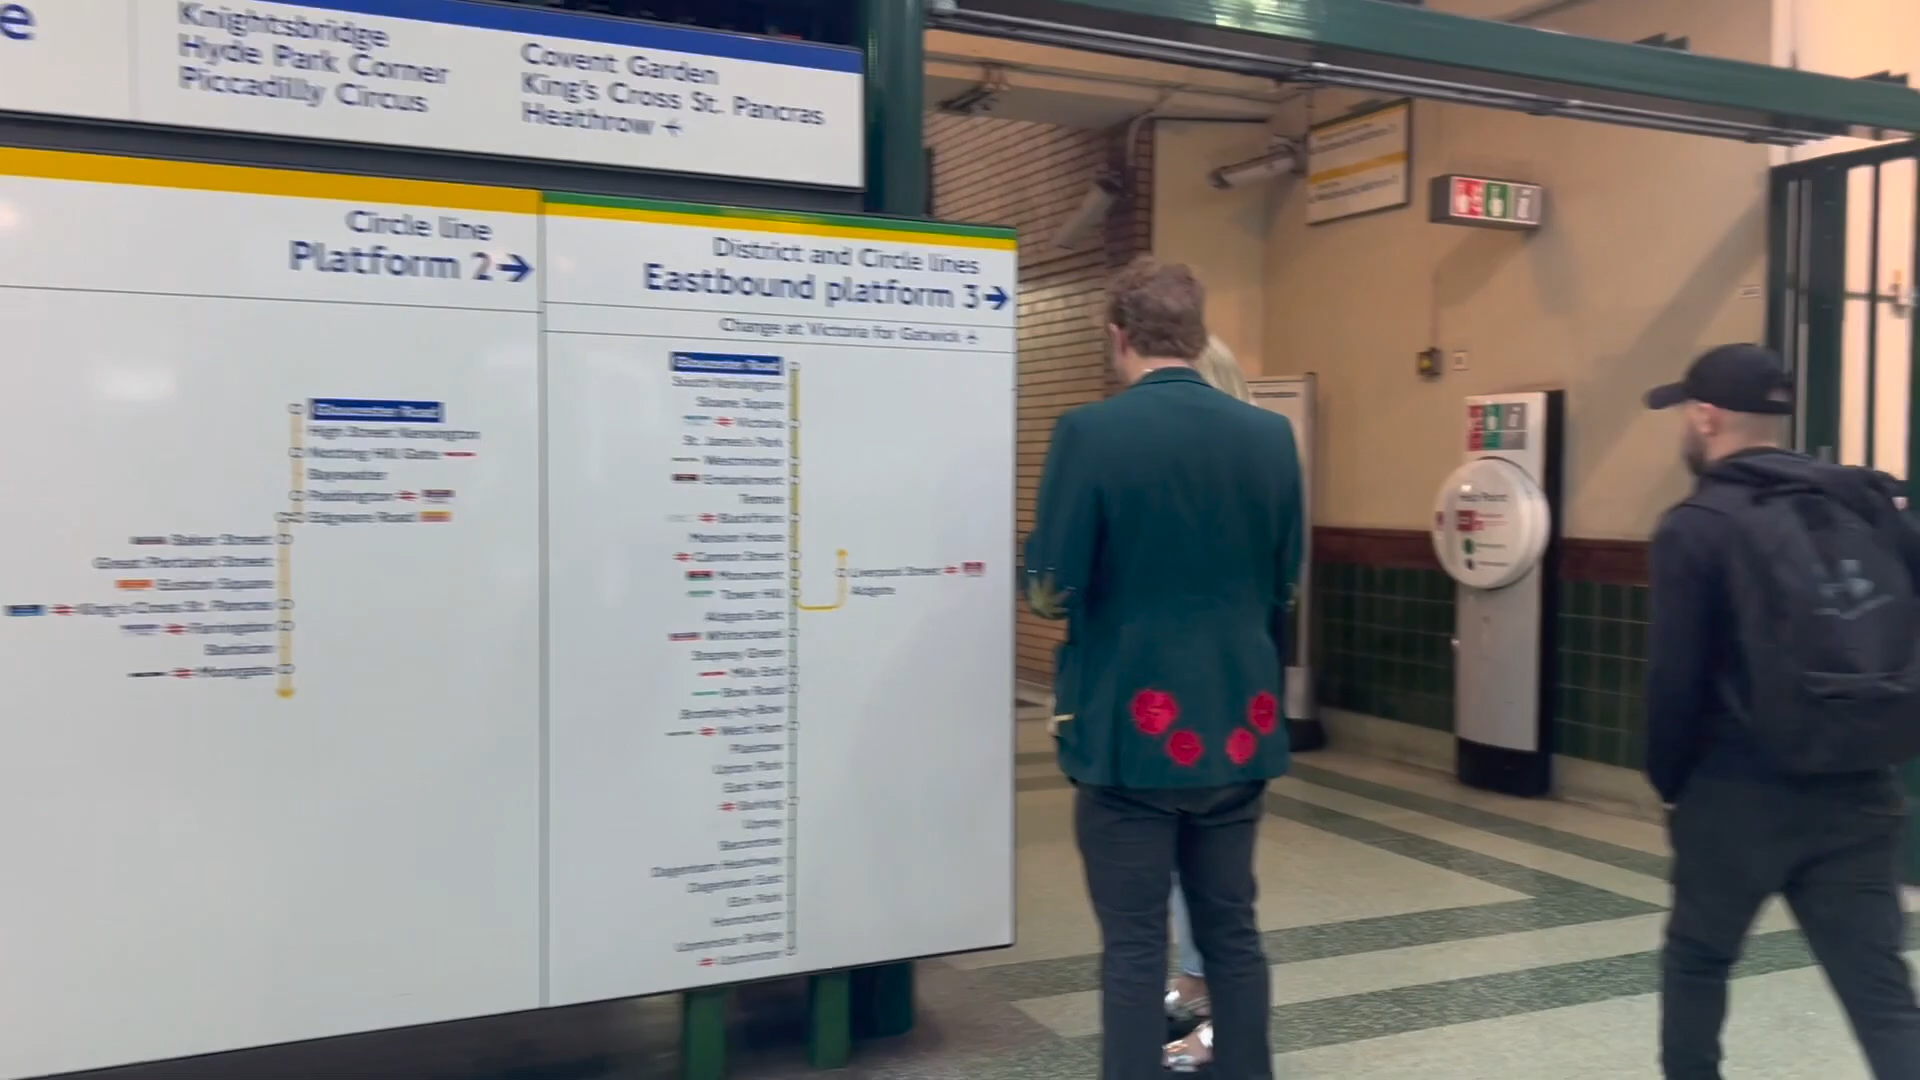 e
Knightsbridge
Hyde Park Corner
Piccadilly Circus
Covent Garden
King's Cross St. Pancras
Heathrow
Circle line
Platform 2→
High Street Kensington
Notting Hill Gate
Bayswater
Paddington
Edgware Road
Baker Street
Great Portland Street
Euston Square
King's Cross St. Pancras
Farringdon
Barbican
Moorgate
District and Circle lines
Eastbound platform 3→
Change at Victoria for Gatwick
Gloucester Road
South Kensington
Sloane Square
Victoria
St. James's Park
Westminster
Embankment
Temple
Blackfriars
Mansion House
Cannon Street
Monument
Tower Hill
Liverpool Street
Aldgate
Aldgate East
Whitechapel
Stepney Green
Mile End
Bow Road
Bromley-by-Bow
West Ham
Plaistow
Upton Park
East Ham
Barking
Upney
Becontree
Dagenham Heathway
Dagenham East
Elm Park
Hornchurch
Upminster Bridge
Upminster
Help Point